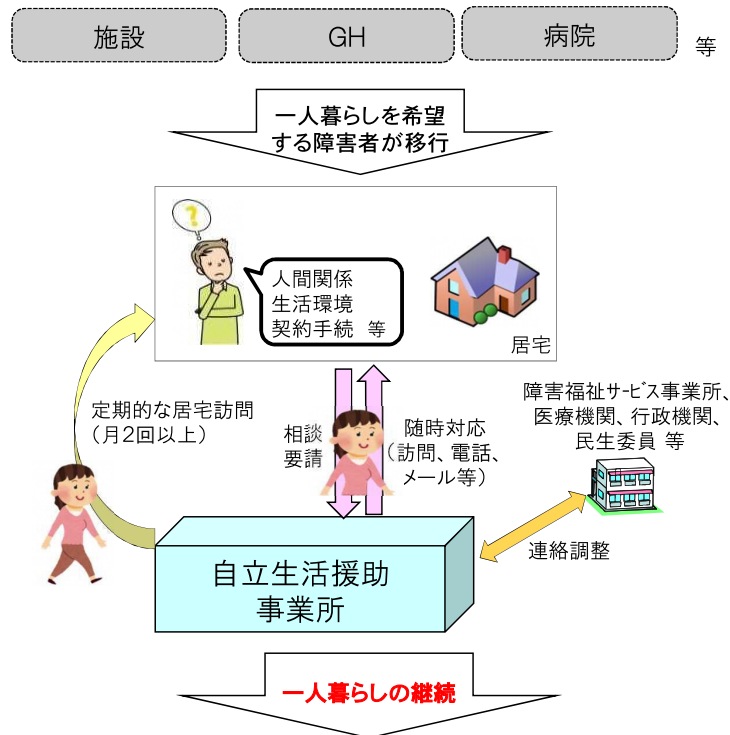 施設
GH
病院
等
一人暮らしを希望
する障害者が移行
?
人間関係
生活環境
契約手続 等
居宅
定期的な居宅訪問
（月2回以上）
相談
要請
随時対応
（訪問、電話、
メール等）
障害福祉ｻｰﾋﾞｽ事業所、
医療機関、行政機関、
民生委員 等
連絡調整
自立生活援助
事業所
一人暮らしの継続